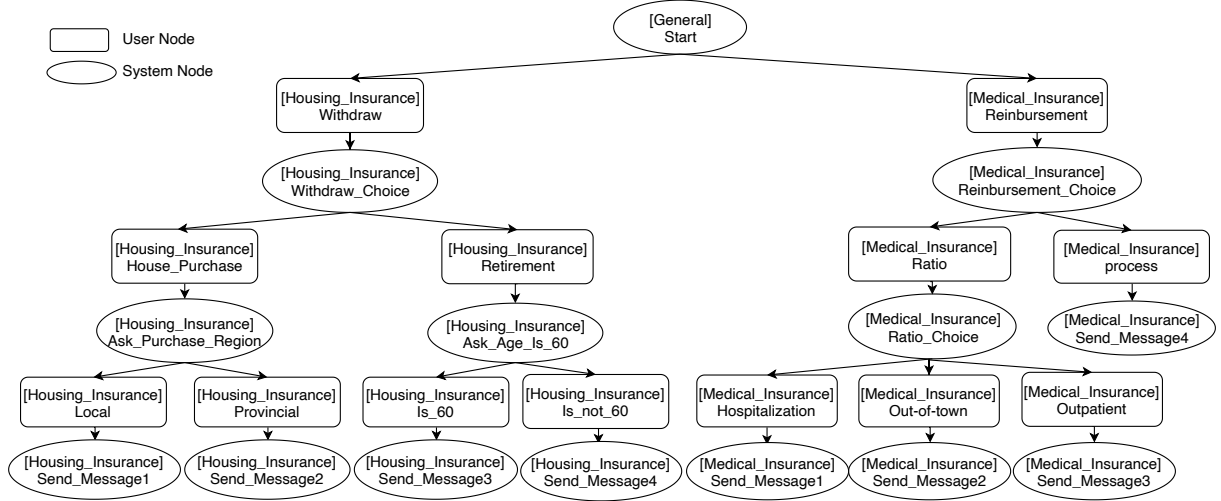 [General]
Start
User Node
System Node
[Housing_Insurance]
Withdraw
[Medical_Insurance]
Reinbursement
[Housing_Insurance]
Withdraw_Choice
[Medical_Insurance]
Reinbursement_Choice
[Housing_Insurance]
House_Purchase
[Housing_Insurance]
Retirement
[Medical_Insurance]
Ratio
[Medical_Insurance]
process
[Housing_Insurance]
Ask_Purchase_Region
[Housing_Insurance]
Ask_Age_Is_60
[Medical_Insurance]
Ratio_Choice
[Medical_Insurance]
Send_Message4
[Housing_Insurance]
Local
[Housing_Insurance]
Provincial
[Housing_Insurance]
Is_60
[Housing_Insurance]
Is_not_60
[Medical_Insurance]
Hospitalization
[Medical_Insurance]
Out-of-town
[Medical_Insurance]
Outpatient
[Housing_Insurance]
Send_Message1
[Housing_Insurance]
Send_Message2
[Housing_Insurance]
Send_Message3
[Housing_Insurance]
Send_Message4
[Medical_Insurance]
Send_Message1
[Medical_Insurance]
Send_Message2
[Medical_Insurance]
Send_Message3